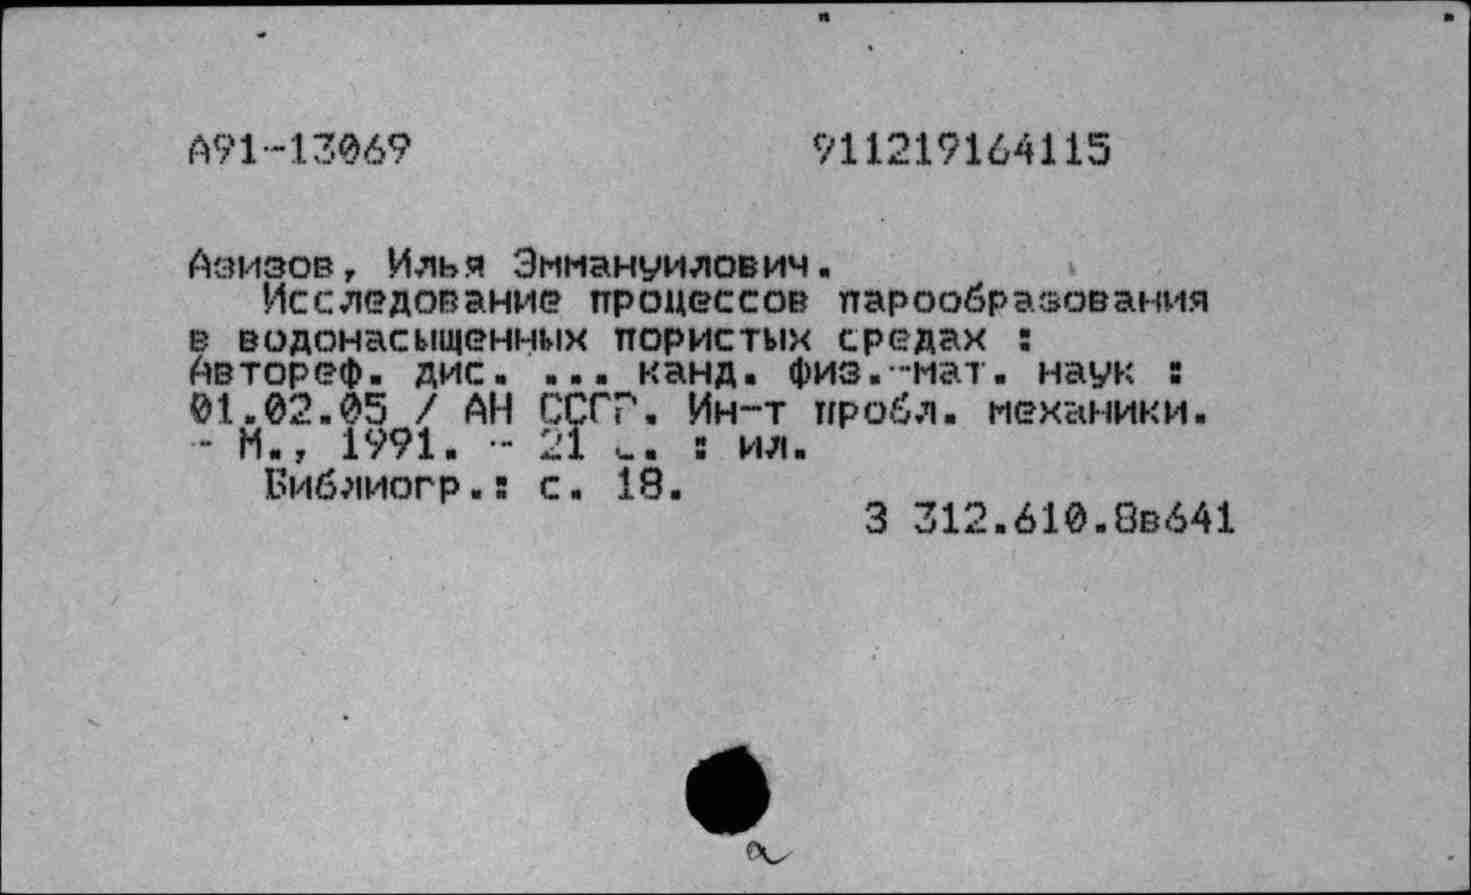 А91-13069 911219164115
Азизов, Илья Эммануилович.
Исследование процессов парообразования
в водонасыщенных пористых средах :
Автореф. дис. ... канд. физ.-мат. наук :
01.02.05 / АН СССР. Ин-т пробл. механики.
- М., 1991. - 21 с. : ил.
Библиогр.: с. 18.
З 312.610.8в641